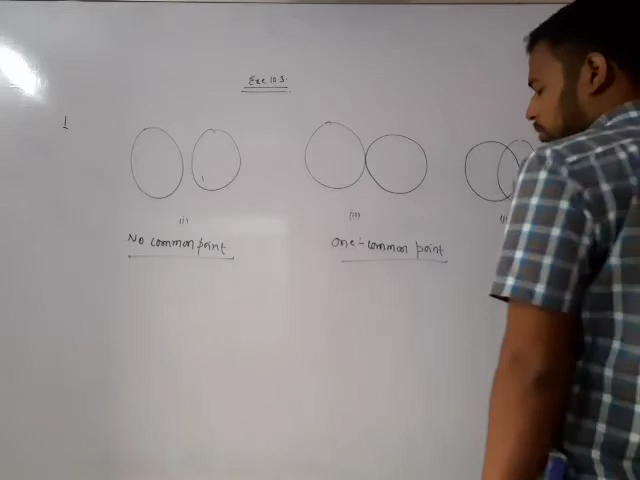 Exe 10.3.
1
(i)
(ii)
No common point
One-common point